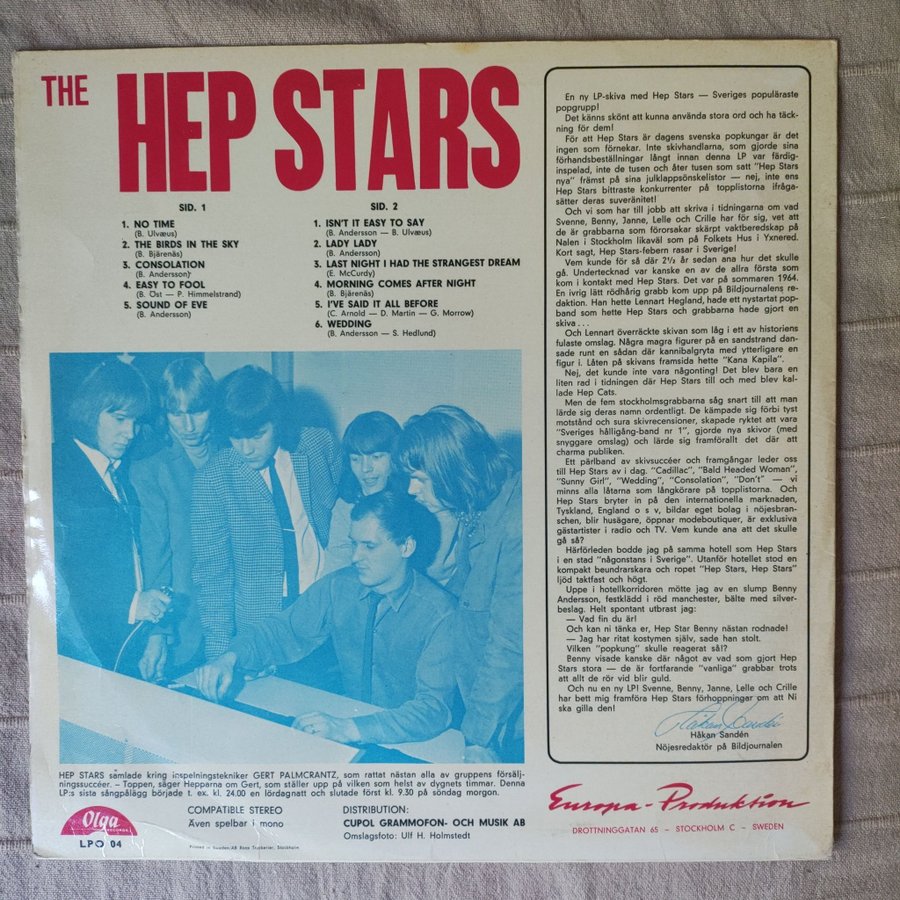 THE HEP STARS
SID. 1
1. NO TIME
(B. Ulvæus)
2. THE BIRDS IN THE SKY
(B. Bjärenäs)
3. CONSOLATION
(B. Andersson)
4. EASY TO FOOL
(B. Öst — P. Himmelstrand)
5. SOUND OF EVE
(B. Andersson)
SID. 2
1. ISN'T IT EASY TO SAY
(B. Andersson — B. Ulvæus)
2. LADY LADY
(B. Andersson)
3. LAST NIGHT I HAD THE STRANGEST DREAM
(E. McCurdy)
4. MORNING COMES AFTER NIGHT
(B. Bjärenäs)
5. I'VE SAID IT ALL BEFORE
(C. Arnold — D. Martin — G. Morrow)
6. WEDDING
(B. Andersson — S. Hedlund)
HEP STARS samlade kring inspelningstekniker GERT PALMCRANTZ, som rattat nästan alla av gruppens försälj-
ningssuccéer. – Toppen, säger Hepparna om Gert, som ställer upp på vilken som helst av dygnets timmar. Denna
LP:s sista sångpålägg började t. ex. kl. 24.00 en lördagnatt och slutade först kl. 9.30 på söndag morgon.
Olga
RECORDS
LPO 04
COMPATIBLE STEREO
Även spelbar i mono
DISTRIBUTION:
CUPOL GRAMMOFON- OCH MUSIK AB
Omslagsfoto: Ulf H. Holmstedt
Printed in Sweden/AB Rosa Tryckerier, Stockholm
En ny LP-skiva med Hep Stars — Sveriges populäraste
popgrupp!
Det känns skönt att kunna använda stora ord och ha täck-
ning för dem!
För att Hep Stars är dagens svenska popkungar är det
ingen som förnekar. Inte skivhandlarna, som gjorde sina
förhandsbeställningar långt innan denna LP var färdig-
inspelad, inte de tusen och åter tusen som satt "Hep Stars
nya" främst på sina julklappsönskelistor — nej, inte ens
Hep Stars bittraste konkurrenter på topplistorna ifråga-
sätter deras suveränitet!
Och vi som har till jobb att skriva i tidningarna om vad
Svenne, Benny, Janne, Lelle och Crille har för sig, vet att
de är grabbarna som förorsakar skärpt vaktberedskap på
Nalen i Stockholm likaväl som på Folkets Hus i Yxnered.
Kort sagt, Hep Stars-febern rasar i Sverige!
Vem kunde för så där 2½ år sedan ana hur det skulle
gå. Undertecknad var kanske en av de allra första som
kom i kontakt med Hep Stars. Det var på sommaren 1964.
En ivrig lätt rödhårig grabb kom upp på Bildjournalens re-
daktion. Han hette Lennart Hegland, hade ett nystartat pop-
band som hette Hep Stars och grabbarna hade gjort en
skiva . . .
Och Lennart överräckte skivan som låg i ett av historiens
fulaste omslag. Några magra figurer på en sandstrand dan-
sade runt en sådan där kannibalgryta med ytterligare en
figur i. Låten på skivans framsida hette "Kana Kapila".
Nej, det kunde inte vara någonting! Det blev bara en
liten rad i tidningen där Hep Stars till och med blev kal-
lade Hep Cats.
Men de fem stockholmsgrabbarna såg snart till att man
lärde sig deras namn ordentligt. De kämpade sig förbi tyst
motstånd och sura skivrecensioner, skapade ryktet att vara
"Sveriges hålligång-band nr 1", gjorde nya skivor (med
snyggare omslag) och lärde sig framförallt det där att
charma publiken.
Ett pärlband av skivsuccéer och framgångar leder oss
till Hep Stars av i dag. "Cadillac", "Bald Headed Woman",
"Sunny Girl", "Wedding", "Consolation", "Don't" — vi
minns alla låtarna som långkörare på topplistorna. Och
Hep Stars bryter in på den internationella marknaden,
Tyskland, England o s v, bildar eget bolag i nöjesbran-
schen, blir husägare, öppnar modeboutiquer, är exklusiva
gästartister i radio och TV. Vem kunde ana att det skulle
gå så?
Härförleden bodde jag på samma hotell som Hep Stars
i en stad "någonstans i Sverige". Utanför hotellet stod en
kompakt beundrarskara och ropet "Hep Stars, Hep Stars"
ljöd taktfast och högt.
Uppe i hotellkorridoren mötte jag av en slump Benny
Andersson, festklädd i röd manchester, bälte med silver-
beslag. Helt spontant utbrast jag:
— Vad fin du är!
Och kan ni tänka er, Hep Star Benny nästan rodnade!
— Jag har ritat kostymen själv, sade han stolt.
Vilken "popkung" skulle reagerat så!?
Benny visade kanske där något av vad som gjort Hep
Stars stora — de är fortfarande "vanliga" grabbar trots
att allt de rör vid blir guld.
Och nu en ny LP! Svenne, Benny, Janne, Lelle och Crille
har bett mig framföra Hep Stars förhoppningar om att Ni
ska gilla den!
Håkan Sandén
Håkan Sandén
Nöjesredaktör på Bildjournalen
Europa-Produktion
DROTTNINGGATAN 65 – STOCKHOLM C – SWEDEN